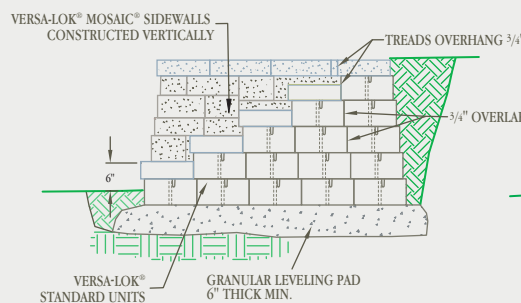 VERSA-LOK® MOSAIC® SIDEWALLS
CONSTRUCTED VERTICALLY
TREADS OVERHANG 3/4"
3/4" OVERLAP
6"
VERSA-LOK®
STANDARD UNITS
GRANULAR LEVELING PAD
6" THICK MIN.